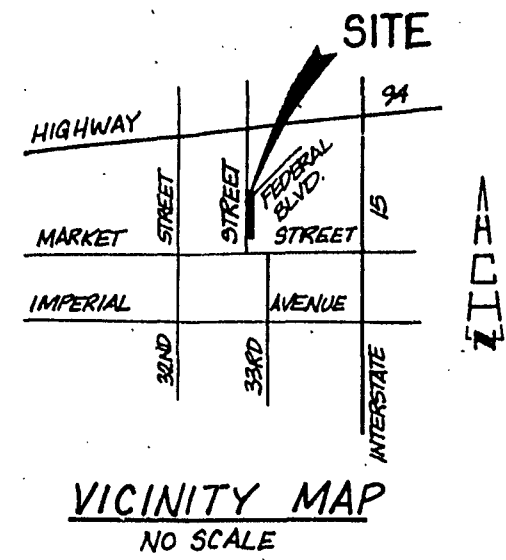 SITE
HIGHWAY 94
FEDERAL BLVD.
STREET
STREET
15
MARKET STREET
IMPERIAL AVENUE
32ND
33RD
INTERSTATE
VICINITY MAP
NO SCALE